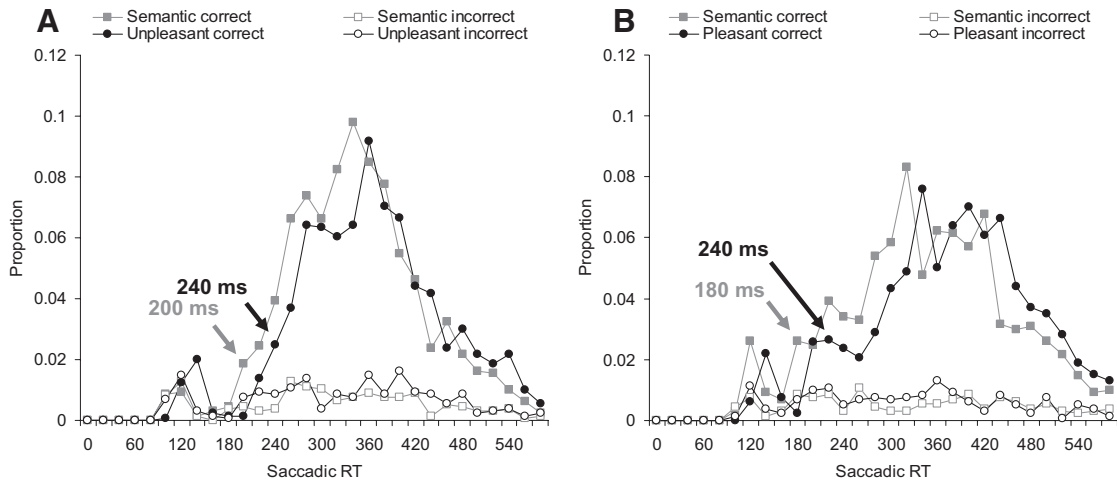 A
Semantic correct
Semantic incorrect
Unpleasant correct
Unpleasant incorrect
0.12
0.1
0.08
0.06
0.04
0.02
0
Proportion
240 ms
200 ms
0 60 120 180 240 300 360 420 480 540
Saccadic RT
B
Semantic correct
Semantic incorrect
Pleasant correct
Pleasant incorrect
0.12
0.1
0.08
0.06
0.04
0.02
0
Proportion
240 ms
180 ms
0 60 120 180 240 300 360 420 480 540
Saccadic RT